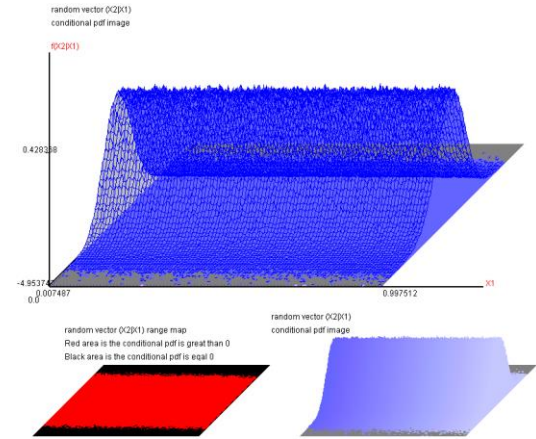 random vector (X2|X1)
conditional pdf image
f(X2|X1)
0.428358
-4.95374
0.007487
0.997512
X1
0.0
random vector (X2|X1) range map
Red area is the conditional pdf is great than 0
Black area is the conditional pdf is eqal 0
random vector (X2|X1)
conditional pdf image